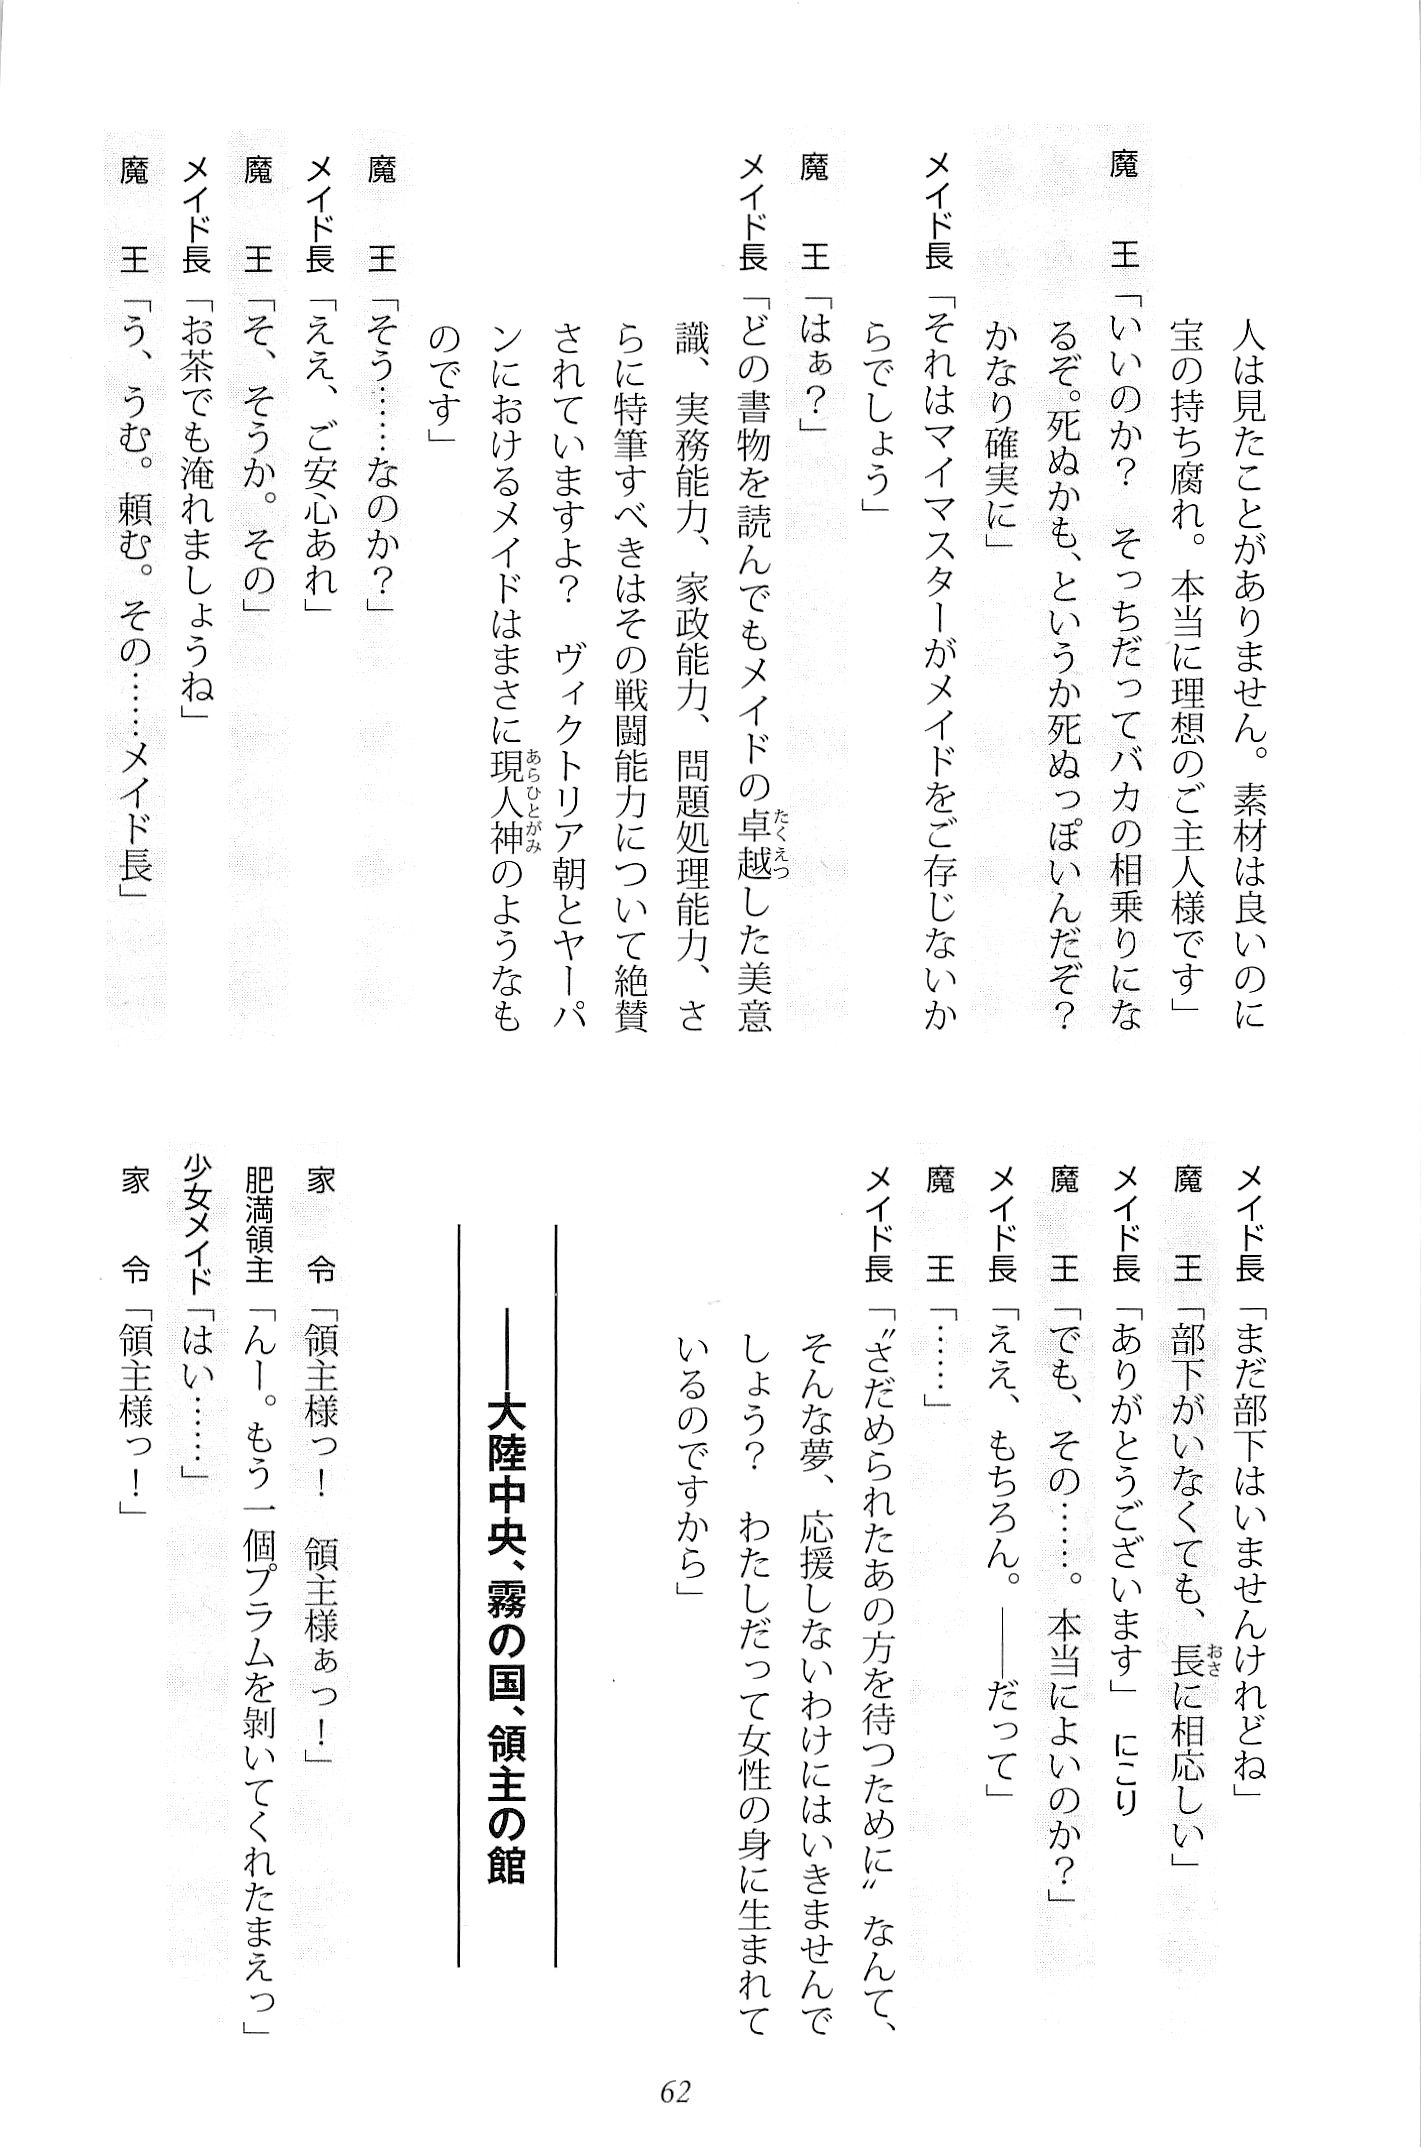 人は見たことがありません。素材は良いのに
宝の持ち腐れ。本当に理想のご主人様です」
魔　王「いいのか？　そっちだってバカの相乗りにな
るぞ。死ぬかも、というか死ぬっぽいんだぞ？
かなり確実に」
メイド長「それはマイマスターがメイドをご存じないか
らでしょう」
魔　王「はぁ？」
メイド長「どの書物を読んでもメイドの卓越した美意
たくえつ
識、実務能力、家政能力、問題処理能力、さ
らに特筆すべきはその戦闘能力について絶賛
されていますよ？　ヴィクトリア朝とヤーパ
ンにおけるメイドはまさに現人神のようなも
あらひとがみ
のです」
魔　王「そう……なのか？」
メイド長「ええ、ご安心あれ」
魔　王「そ、そうか。その」
メイド長「お茶でも淹れましょうね」
魔　王「う、うむ。頼む。その……メイド長」
メイド長「まだ部下はいませんけれどね」
魔　王「部下がいなくても、長に相応しい」
おさ
メイド長「ありがとうございます」 にこり
魔　王「でも、その……。本当によいのか？」
メイド長「ええ、もちろん。――だって」
魔　王「……」
メイド長「〝さだめられたあの方を待つために〟なんて、
そんな夢、応援しないわけにはいきませんで
しょう？　わたしだって女性の身に生まれて
いるのですから」
――大陸中央、霧の国、領主の館
家　令「領主様っ！　領主様ぁっ！」
肥満領主「んー。もう一個プラムを剝いてくれたまえっ」
少女メイド「はい……」
家　令「領主様っ！」
62